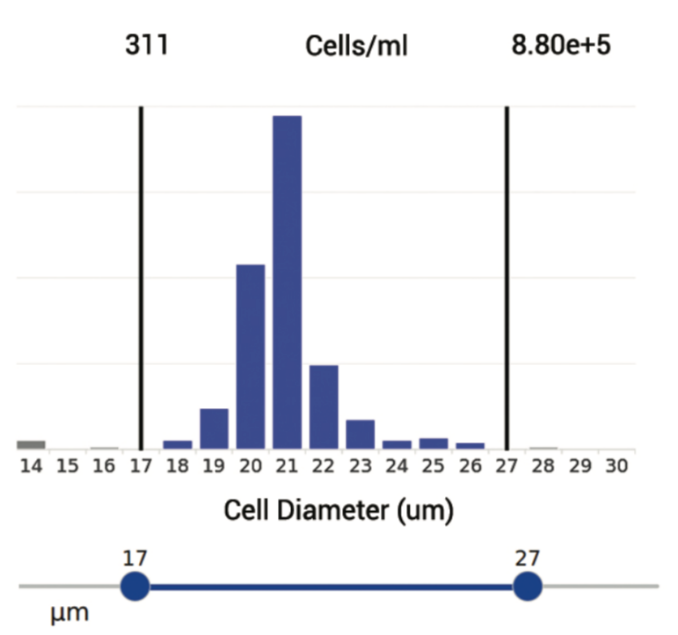 311 Cells/ml 8.80e+5
14 15 16 17 18 19 20 21 22 23 24 25 26 27 28 29 30
Cell Diameter (um)
17 27
µm